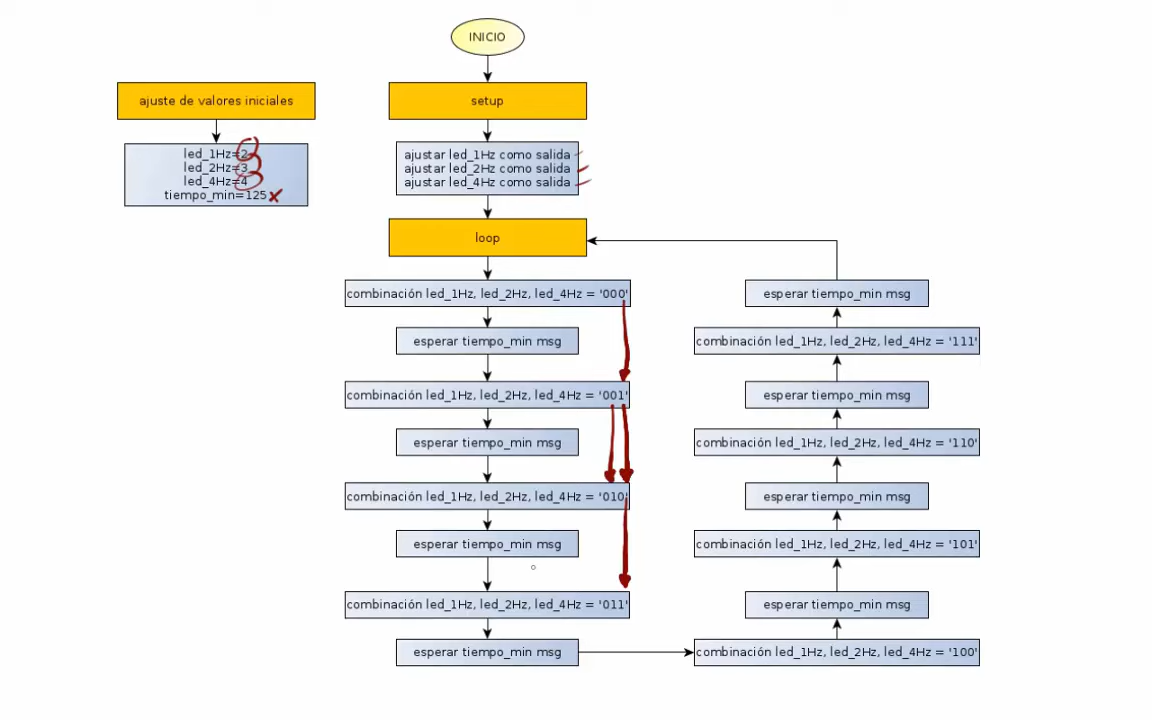 INICIO
ajuste de valores iniciales
led_1Hz=2
led_2Hz=3
led_4Hz=4
tiempo_min=125
setup
ajustar led_1Hz como salida
ajustar led_2Hz como salida
ajustar led_4Hz como salida
loop
combinación led_1Hz, led_2Hz, led_4Hz = '000'
esperar tiempo_min msg
combinación led_1Hz, led_2Hz, led_4Hz = '001'
esperar tiempo_min msg
combinación led_1Hz, led_2Hz, led_4Hz = '010'
esperar tiempo_min msg
combinación led_1Hz, led_2Hz, led_4Hz = '011'
esperar tiempo_min msg
combinación led_1Hz, led_2Hz, led_4Hz = '100'
esperar tiempo_min msg
combinación led_1Hz, led_2Hz, led_4Hz = '101'
esperar tiempo_min msg
combinación led_1Hz, led_2Hz, led_4Hz = '110'
esperar tiempo_min msg
combinación led_1Hz, led_2Hz, led_4Hz = '111'
esperar tiempo_min msg